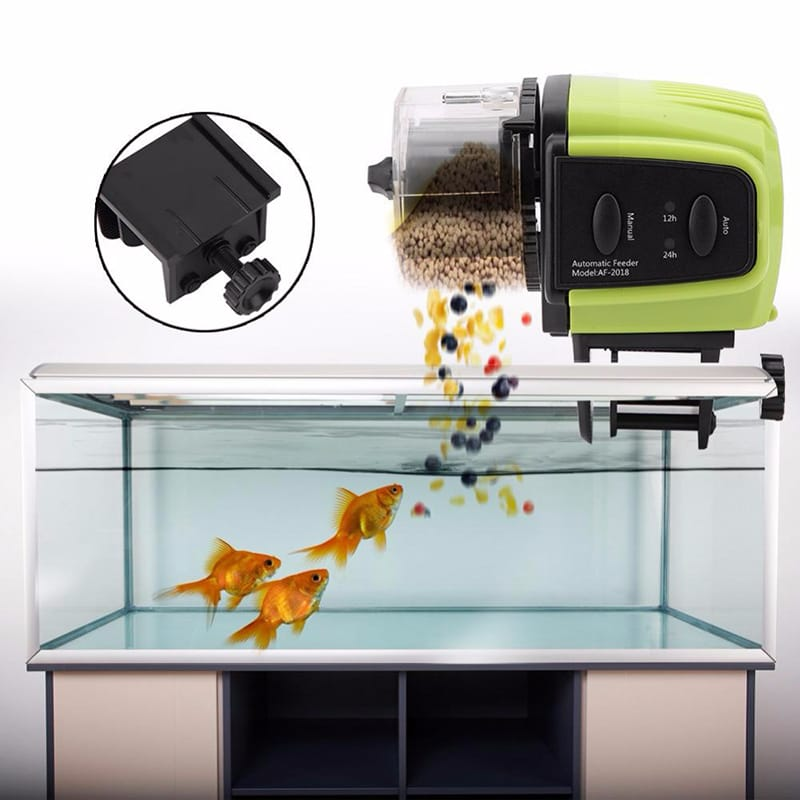 Manual
12h
24h
Auto
Automatic Feeder
Model:AF-2018